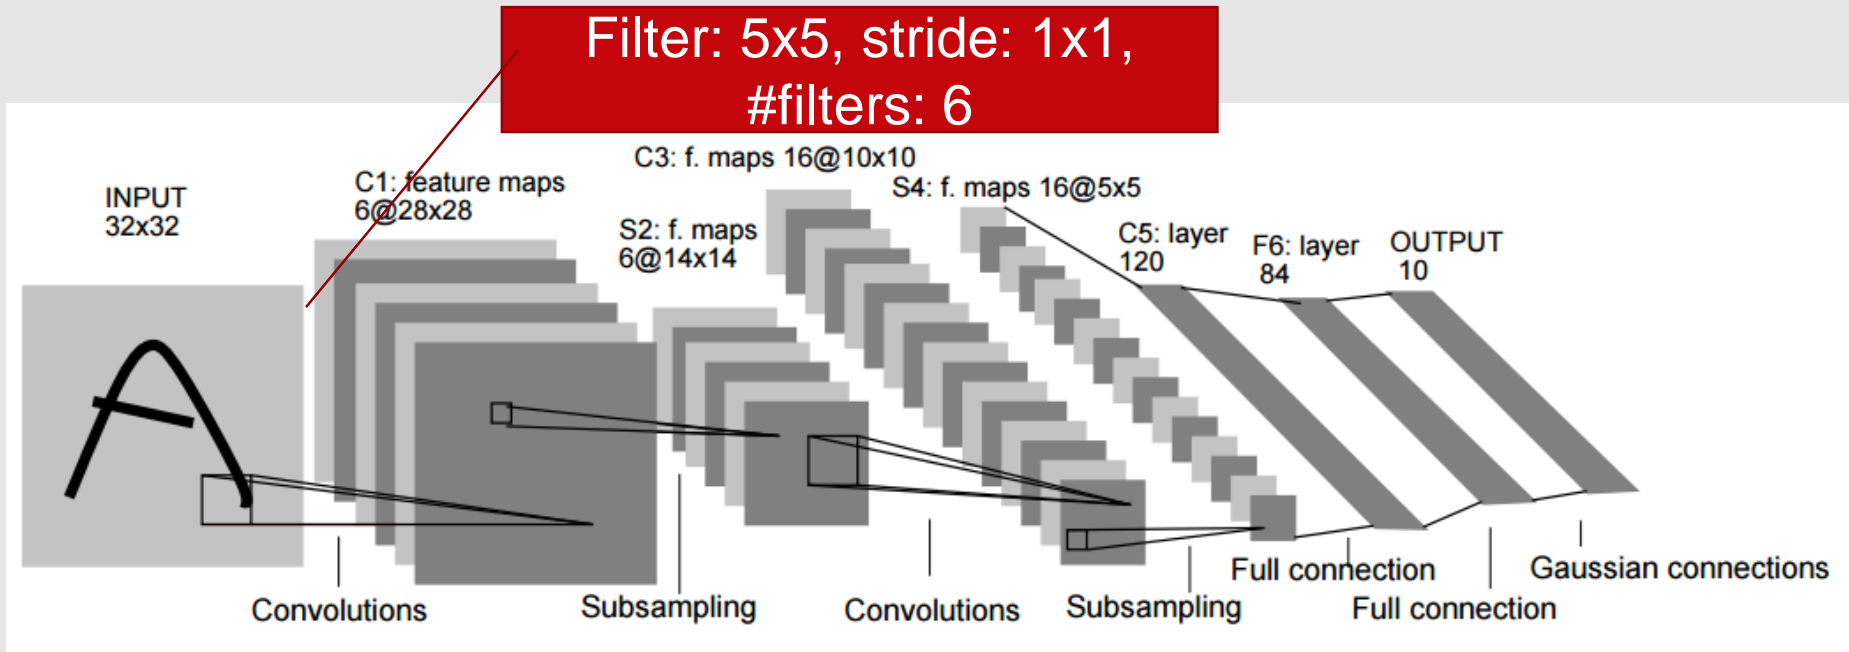 Filter: 5x5, stride: 1x1,
#filters: 6
INPUT
32x32
C1: feature maps
6@28x28
S2: f. maps
6@14x14
C3: f. maps 16@10x10
S4: f. maps 16@5x5
C5: layer
120
F6: layer
84
OUTPUT
10
Convolutions
Subsampling
Convolutions
Subsampling
Full connection
Full connection
Gaussian connections